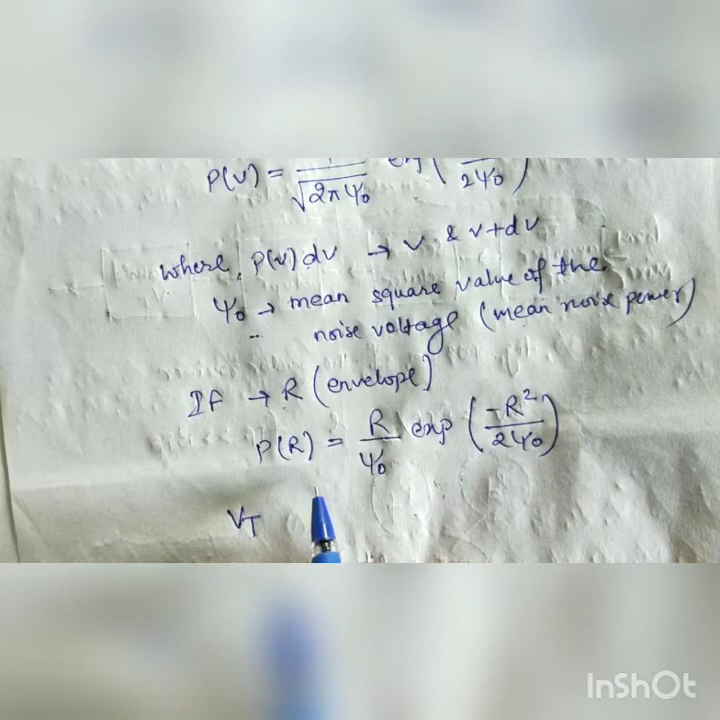 P(v) = 1/√2πψ₀ exp( /2ψ₀)
where, P(v)dv → v & v+dv
ψ₀ → mean square value of the
noise voltage (mean noise power)
IF → R (envelope)
P(R) = R/ψ₀ exp (-R²/2ψ₀)
V_T
InShOt